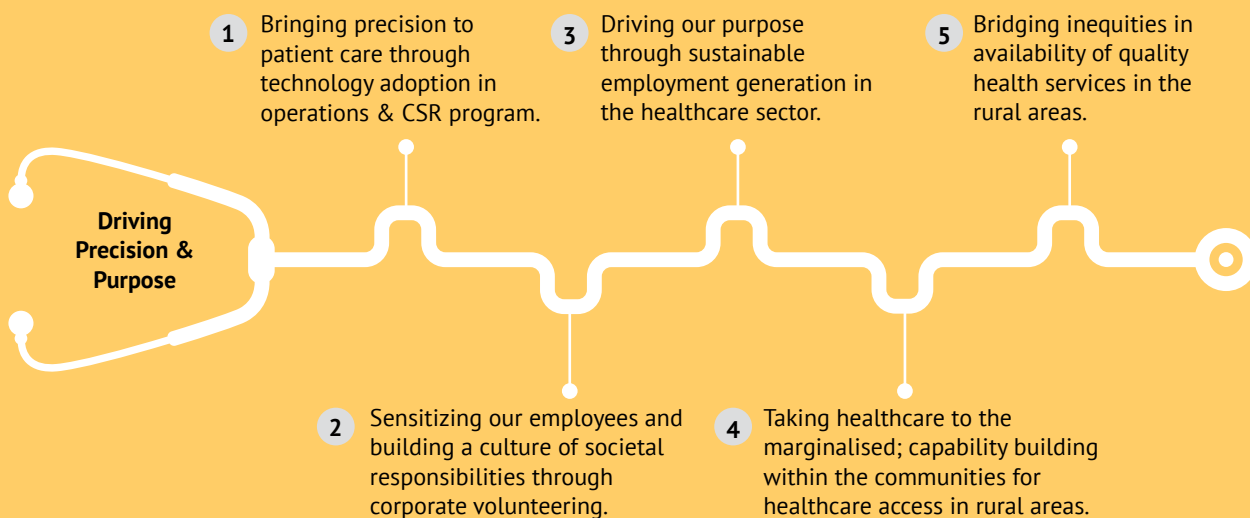 Driving
Precision &
Purpose
1
Bringing precision to
patient care through
technology adoption in
operations & CSR program.
2
Sensitizing our employees and
building a culture of societal
responsibilities through
corporate volunteering.
3
Driving our purpose
through sustainable
employment generation in
the healthcare sector.
4
Taking healthcare to the
marginalised; capability building
within the communities for
healthcare access in rural areas.
5
Bridging inequities in
availability of quality
health services in the
rural areas.